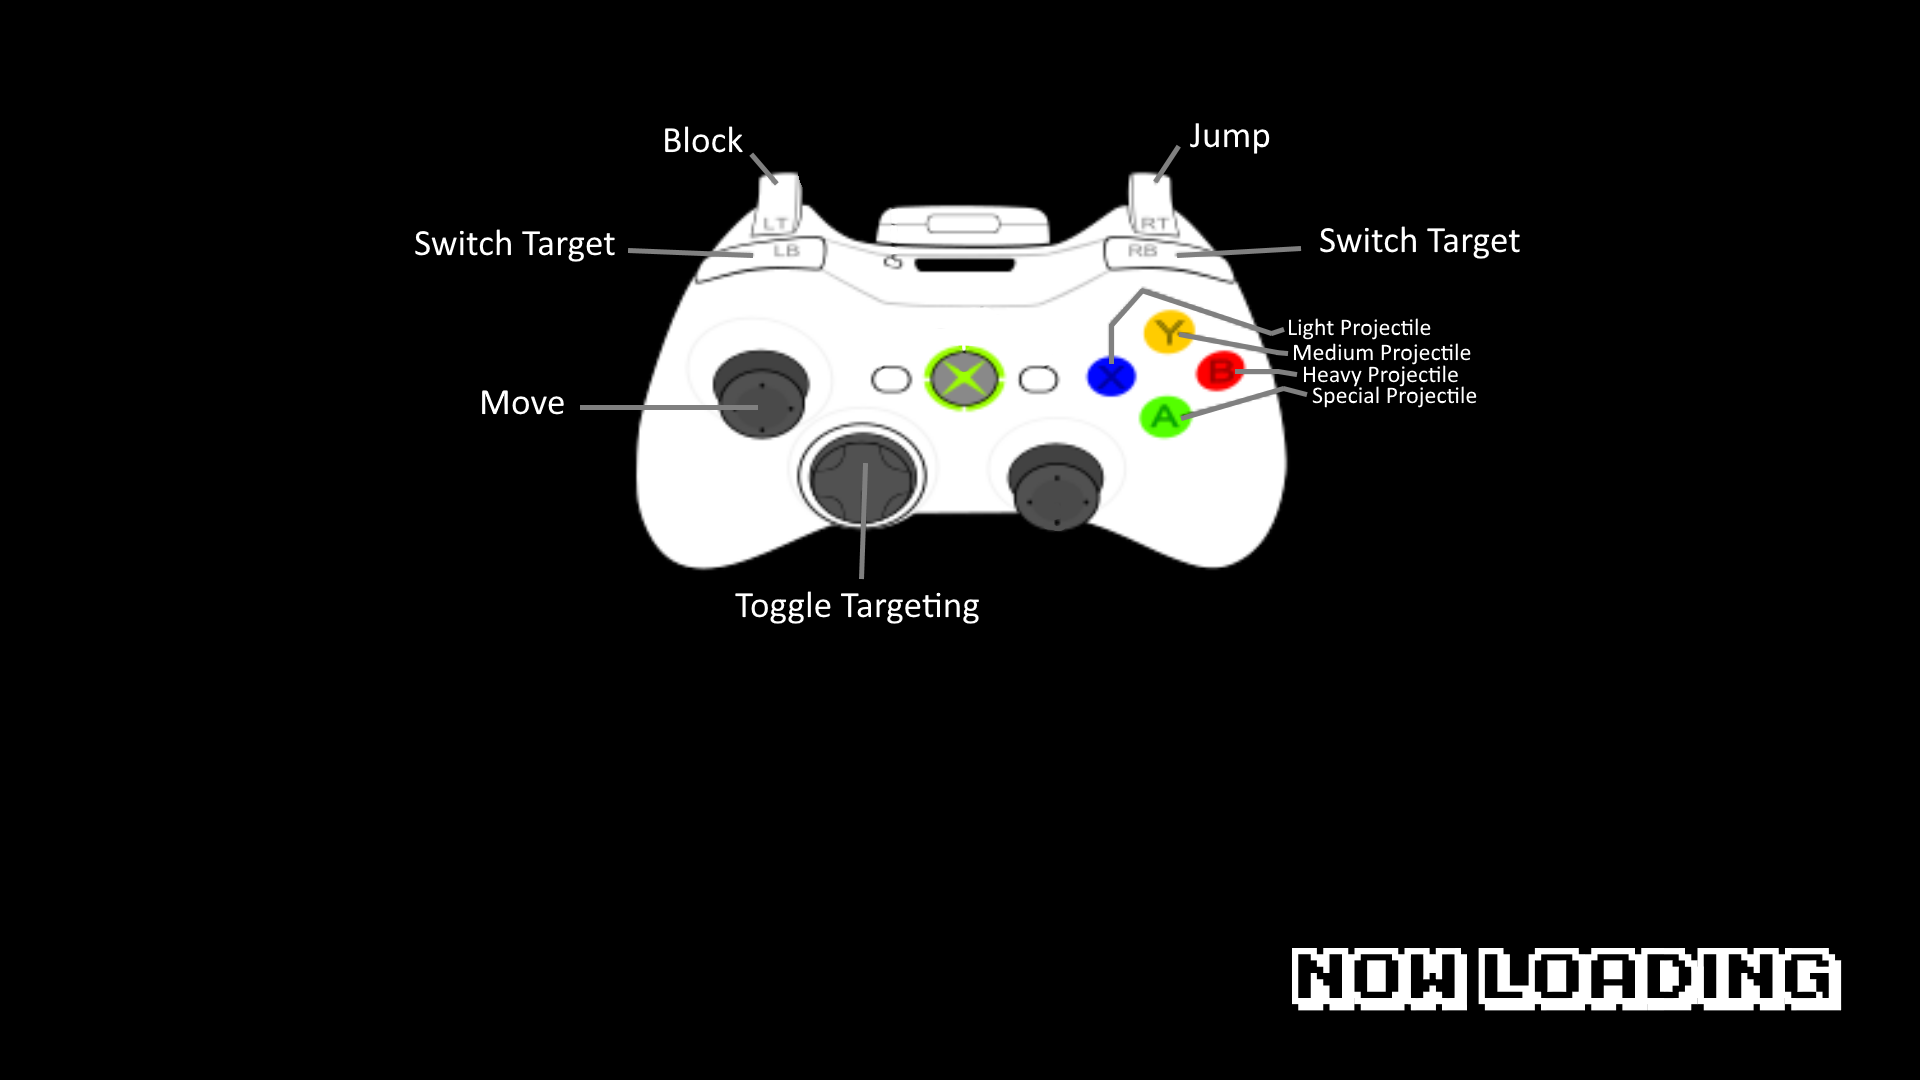 Block
Jump
LT
RT
Switch Target
LB
RB
Switch Target
Y
Light Projectile
Medium Projectile
X
B
Heavy Projectile
Special Projectile
Move
A
Toggle Targeting
NOW LOADING